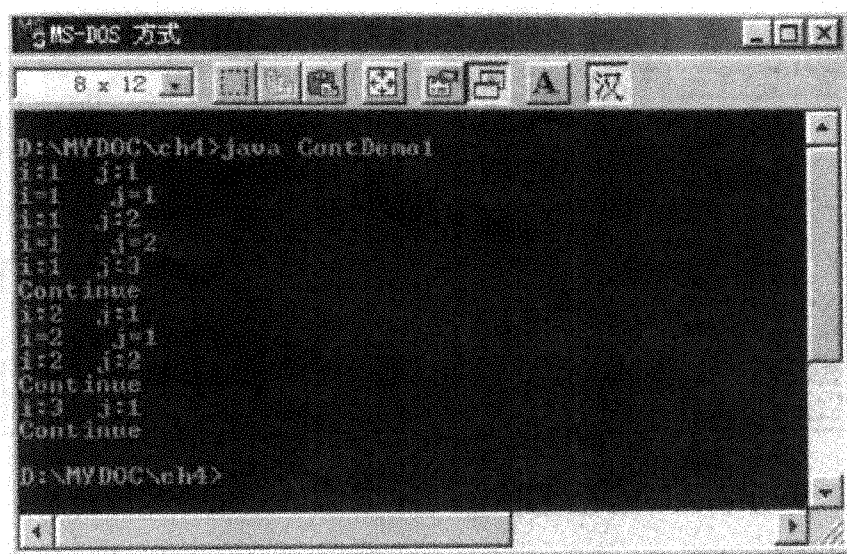 MS-DOS 方式
8 x 12
A 汉
D:\MYDOC\ch4>java ContDemo1
i:1 j:1
i=1 j=1
i:1 j:2
i=1 j=2
i:1 j:3
Continue
i:2 j:1
i=2 j=1
i:2 j:2
Continue
i:3 j:1
Continue
D:\MYDOC\ch4>